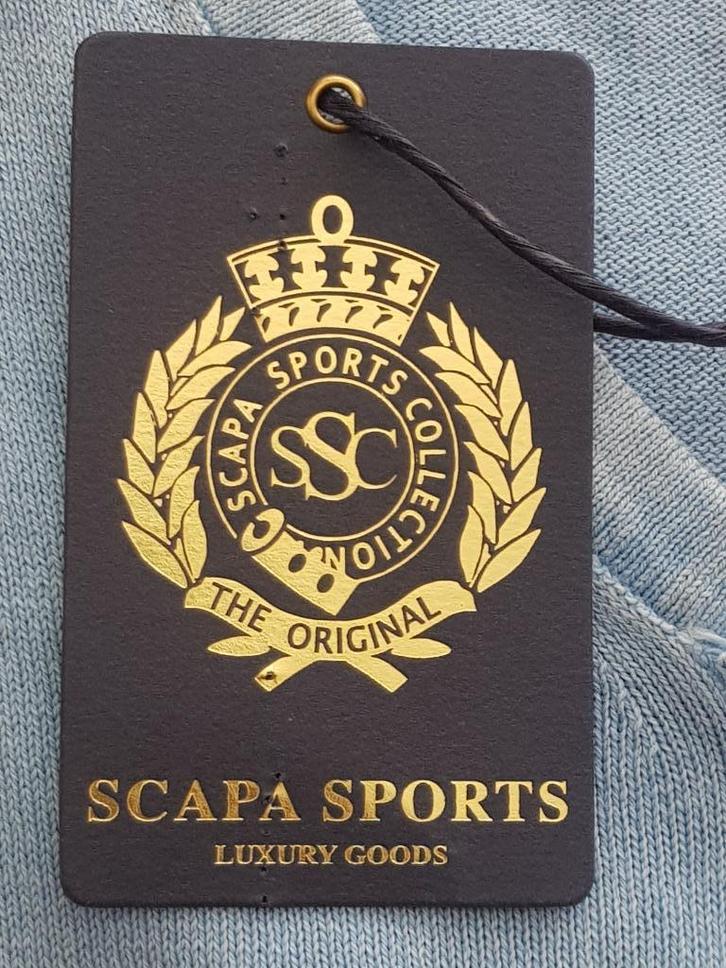 SCAPA SPORTS COLLECTION
SSC
THE ORIGINAL
SCAPA SPORTS
LUXURY GOODS